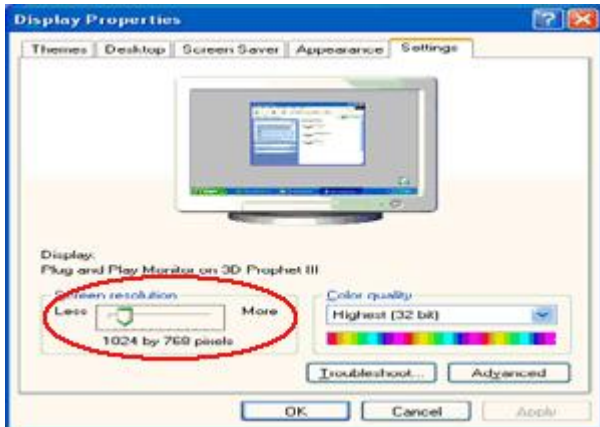 Display Properties
Themes Desktop Screen Saver Appearance Settings
Display:
Plug and Play Monitor on 3D Prophet III
Screen resolution
Less More
1024 by 768 pixels
Color quality
Highest (32 bit)
Troubleshoot... Advanced
OK Cancel Apply